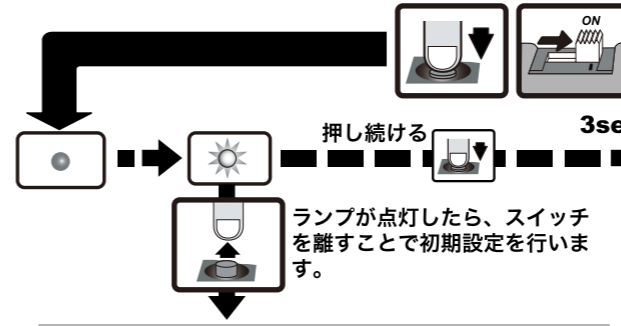 ON
押し続ける
3se
ランプが点灯したら、スイッチ
を離すことで初期設定を行いま
す。